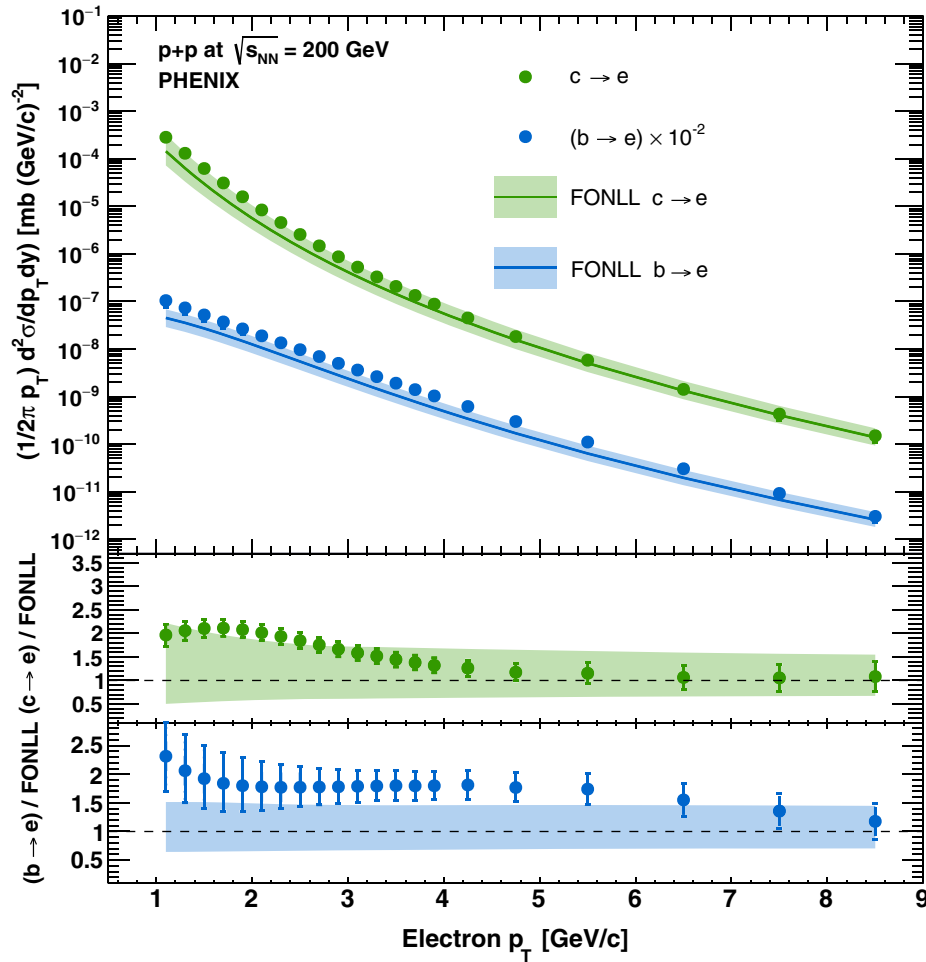 p+p at √s_NN = 200 GeV
PHENIX
c → e
(b → e) × 10^-2
FONLL c → e
FONLL b → e
(1/2π p_T) d^2σ/dp_Tdy) [mb (GeV/c)^-2]
10^-1
10^-2
10^-3
10^-4
10^-5
10^-6
10^-7
10^-8
10^-9
10^-10
10^-11
10^-12
(c → e) / FONLL
3.5
3
2.5
2
1.5
1
0.5
(b → e) / FONLL
2.5
2
1.5
1
0.5
1 2 3 4 5 6 7 8 9
Electron p_T [GeV/c]